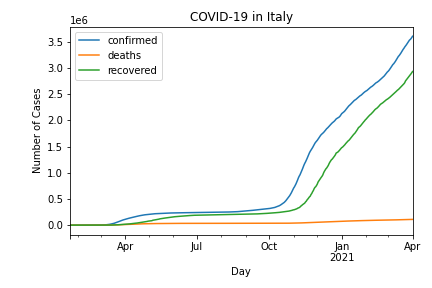 COVID-19 in Italy
1e6
confirmed
deaths
recovered
Number of Cases
3.5
3.0
2.5
2.0
1.5
1.0
0.5
0.0
Apr
Jul
Oct
Jan
2021
Apr
Day